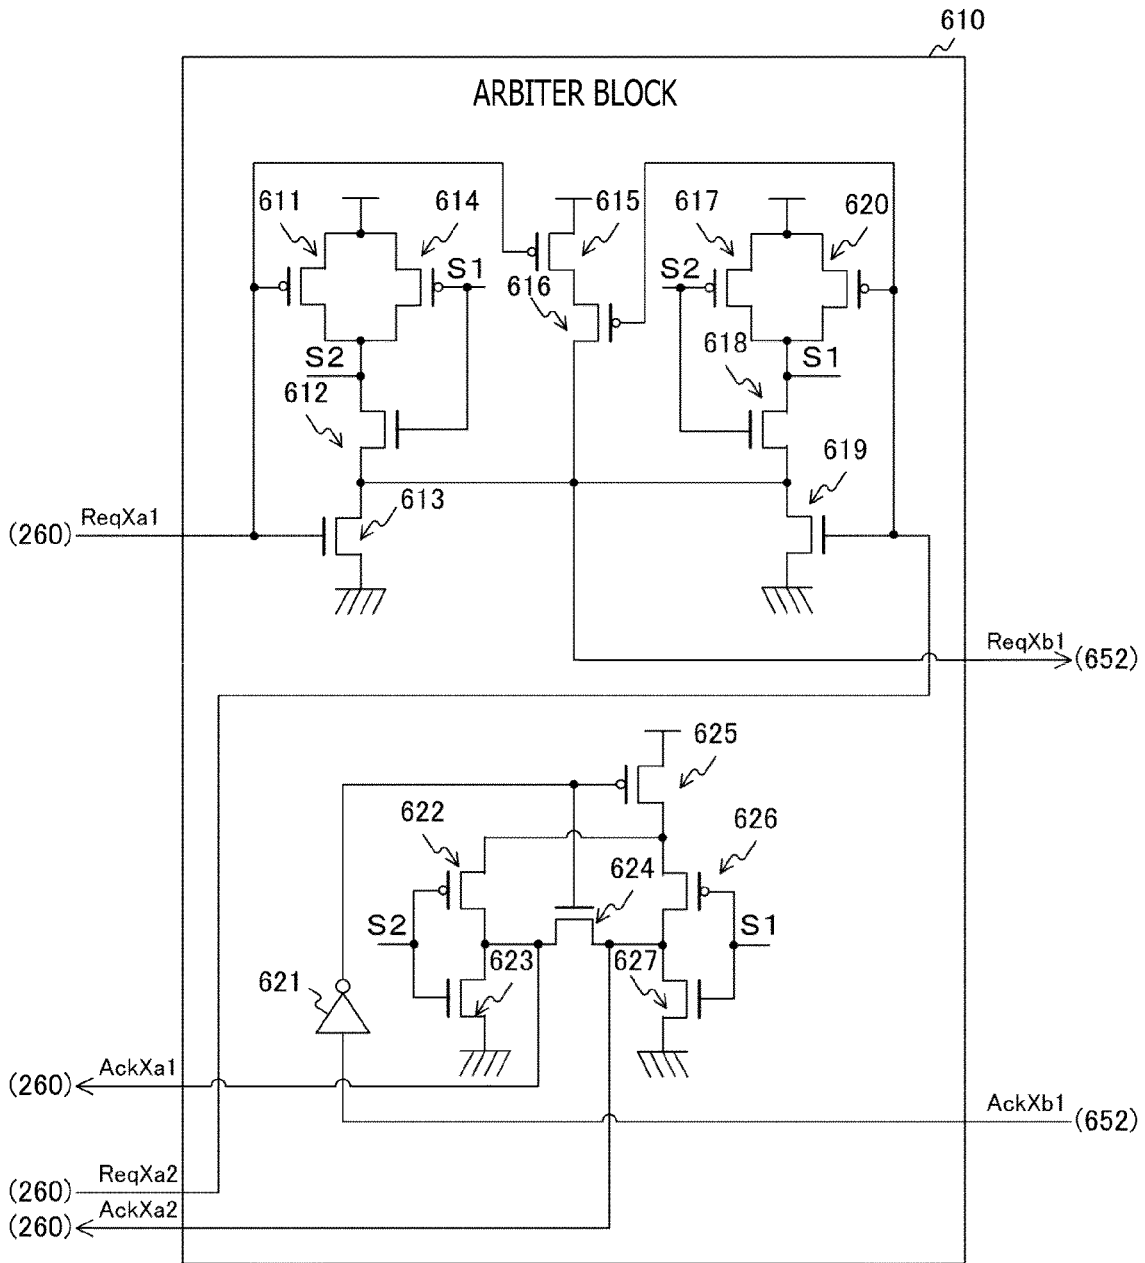 610
ARBITER BLOCK
611
614
615
617
620
S1
S2
616
S2
618
S1
612
619
613
(260)
ReqXa1
ReqXb1
(652)
625
622
626
624
S2
S1
623
627
621
(260)
AckXa1
AckXb1
(652)
(260)
ReqXa2
(260)
AckXa2